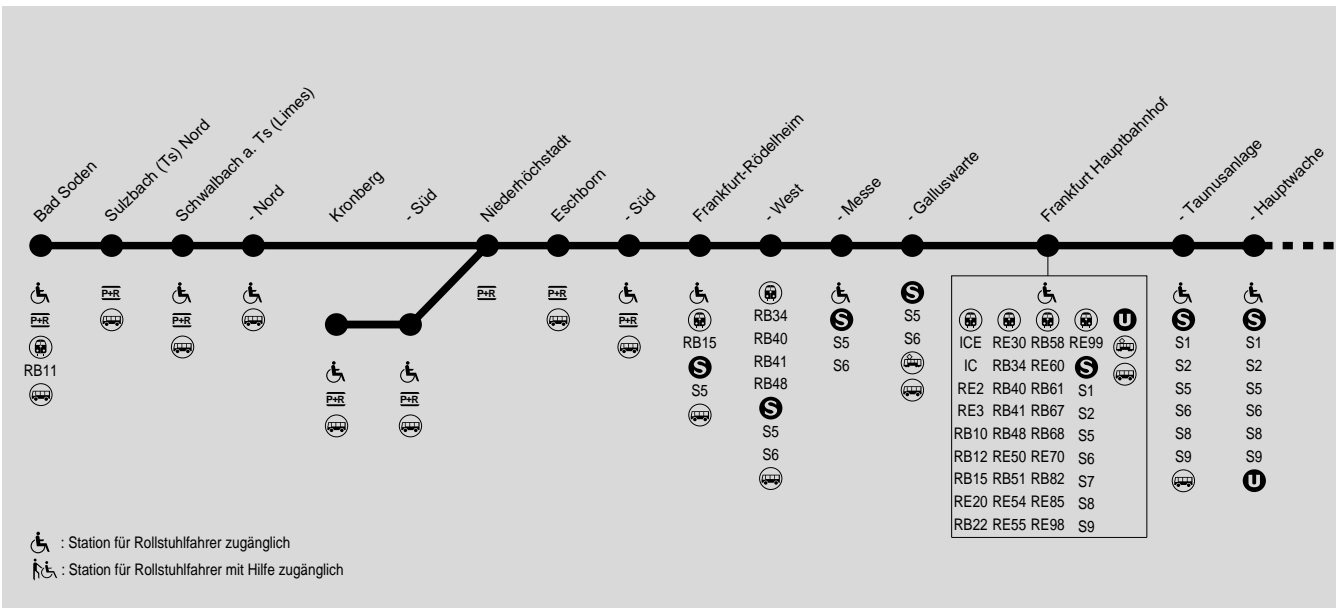 Bad Soden
Sulzbach (Ts) Nord
Schwalbach a. Ts (Limes)
- Nord
Kronberg
- Süd
Niederhöchstadt
Eschborn
- Süd
Frankfurt-Rödelheim
- West
- Messe
- Galluswarte
Frankfurt Hauptbahnhof
- Taunusanlage
- Hauptwache
P+R
RB11
P+R
P+R
P+R
P+R
P+R
P+R
P+R
RB15
S
S5
RB34
RB40
RB41
RB48
S
S5
S6
S
S5
S6
S
S5
S6
U
ICE RE30 RB58 RE99
IC RB34 RE60 S
RE2 RB40 RB61 S1
RE3 RB41 RB67 S2
RB10 RB48 RB68 S5
RB12 RE50 RE70 S6
RB15 RB51 RB82 S7
RE20 RE54 RE85 S8
RB22 RE55 RE98 S9
S
S1
S2
S5
S6
S8
S9
S
S1
S2
S5
S6
S8
S9
U
: Station für Rollstuhlfahrer zugänglich
: Station für Rollstuhlfahrer mit Hilfe zugänglich